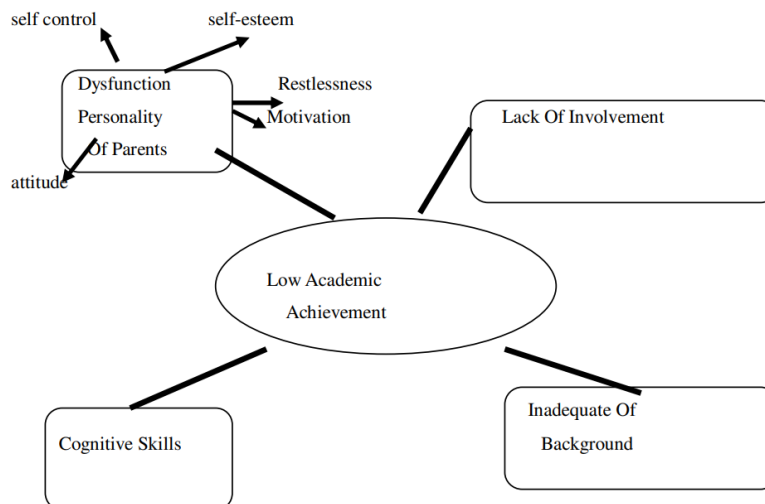 self control
self-esteem
Dysfunction
Personality
Of Parents
Restlessness
Motivation
attitude
Lack Of Involvement
Low Academic
Achievement
Cognitive Skills
Inadequate Of
Background